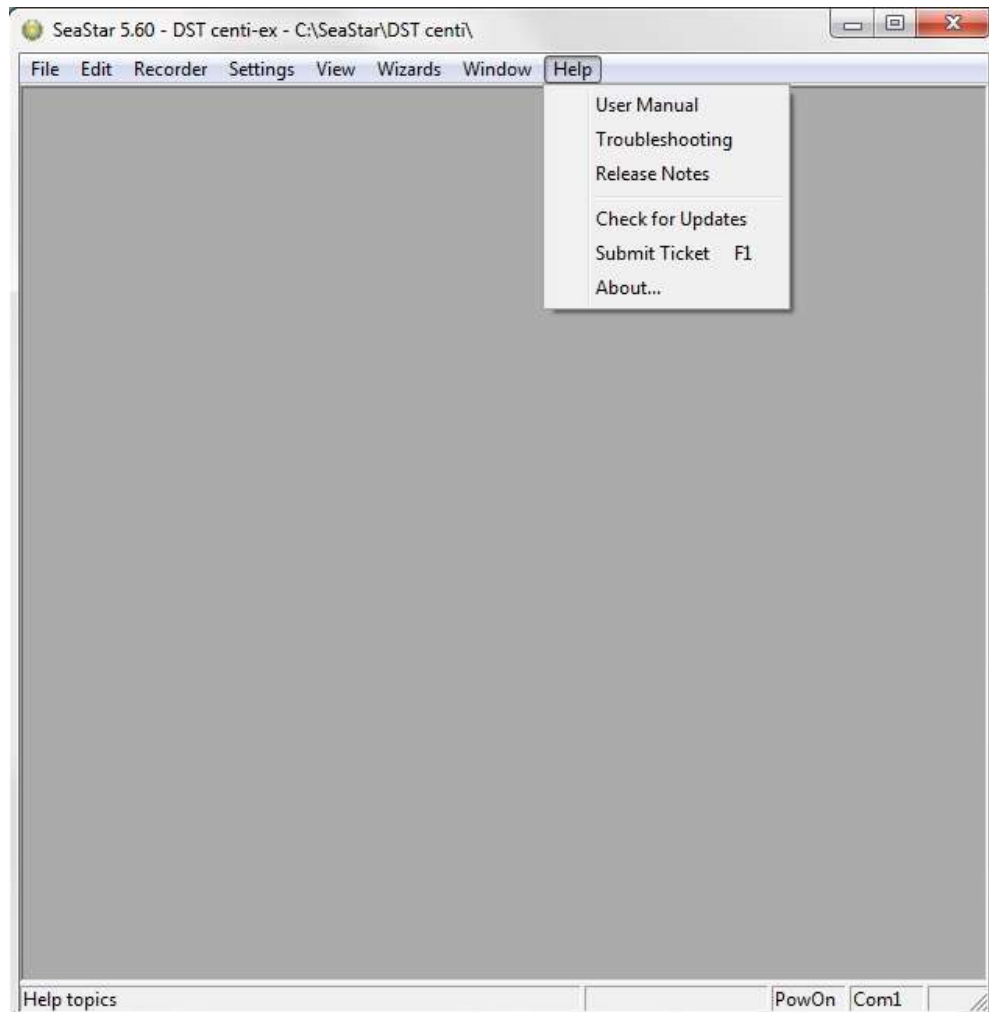 SeaStar 5.60 - DST centi-ex - C:\SeaStar\DST centi\
File Edit Recorder Settings View Wizards Window Help
User Manual
Troubleshooting
Release Notes
Check for Updates
Submit Ticket F1
About...
Help topics PowOn Com1